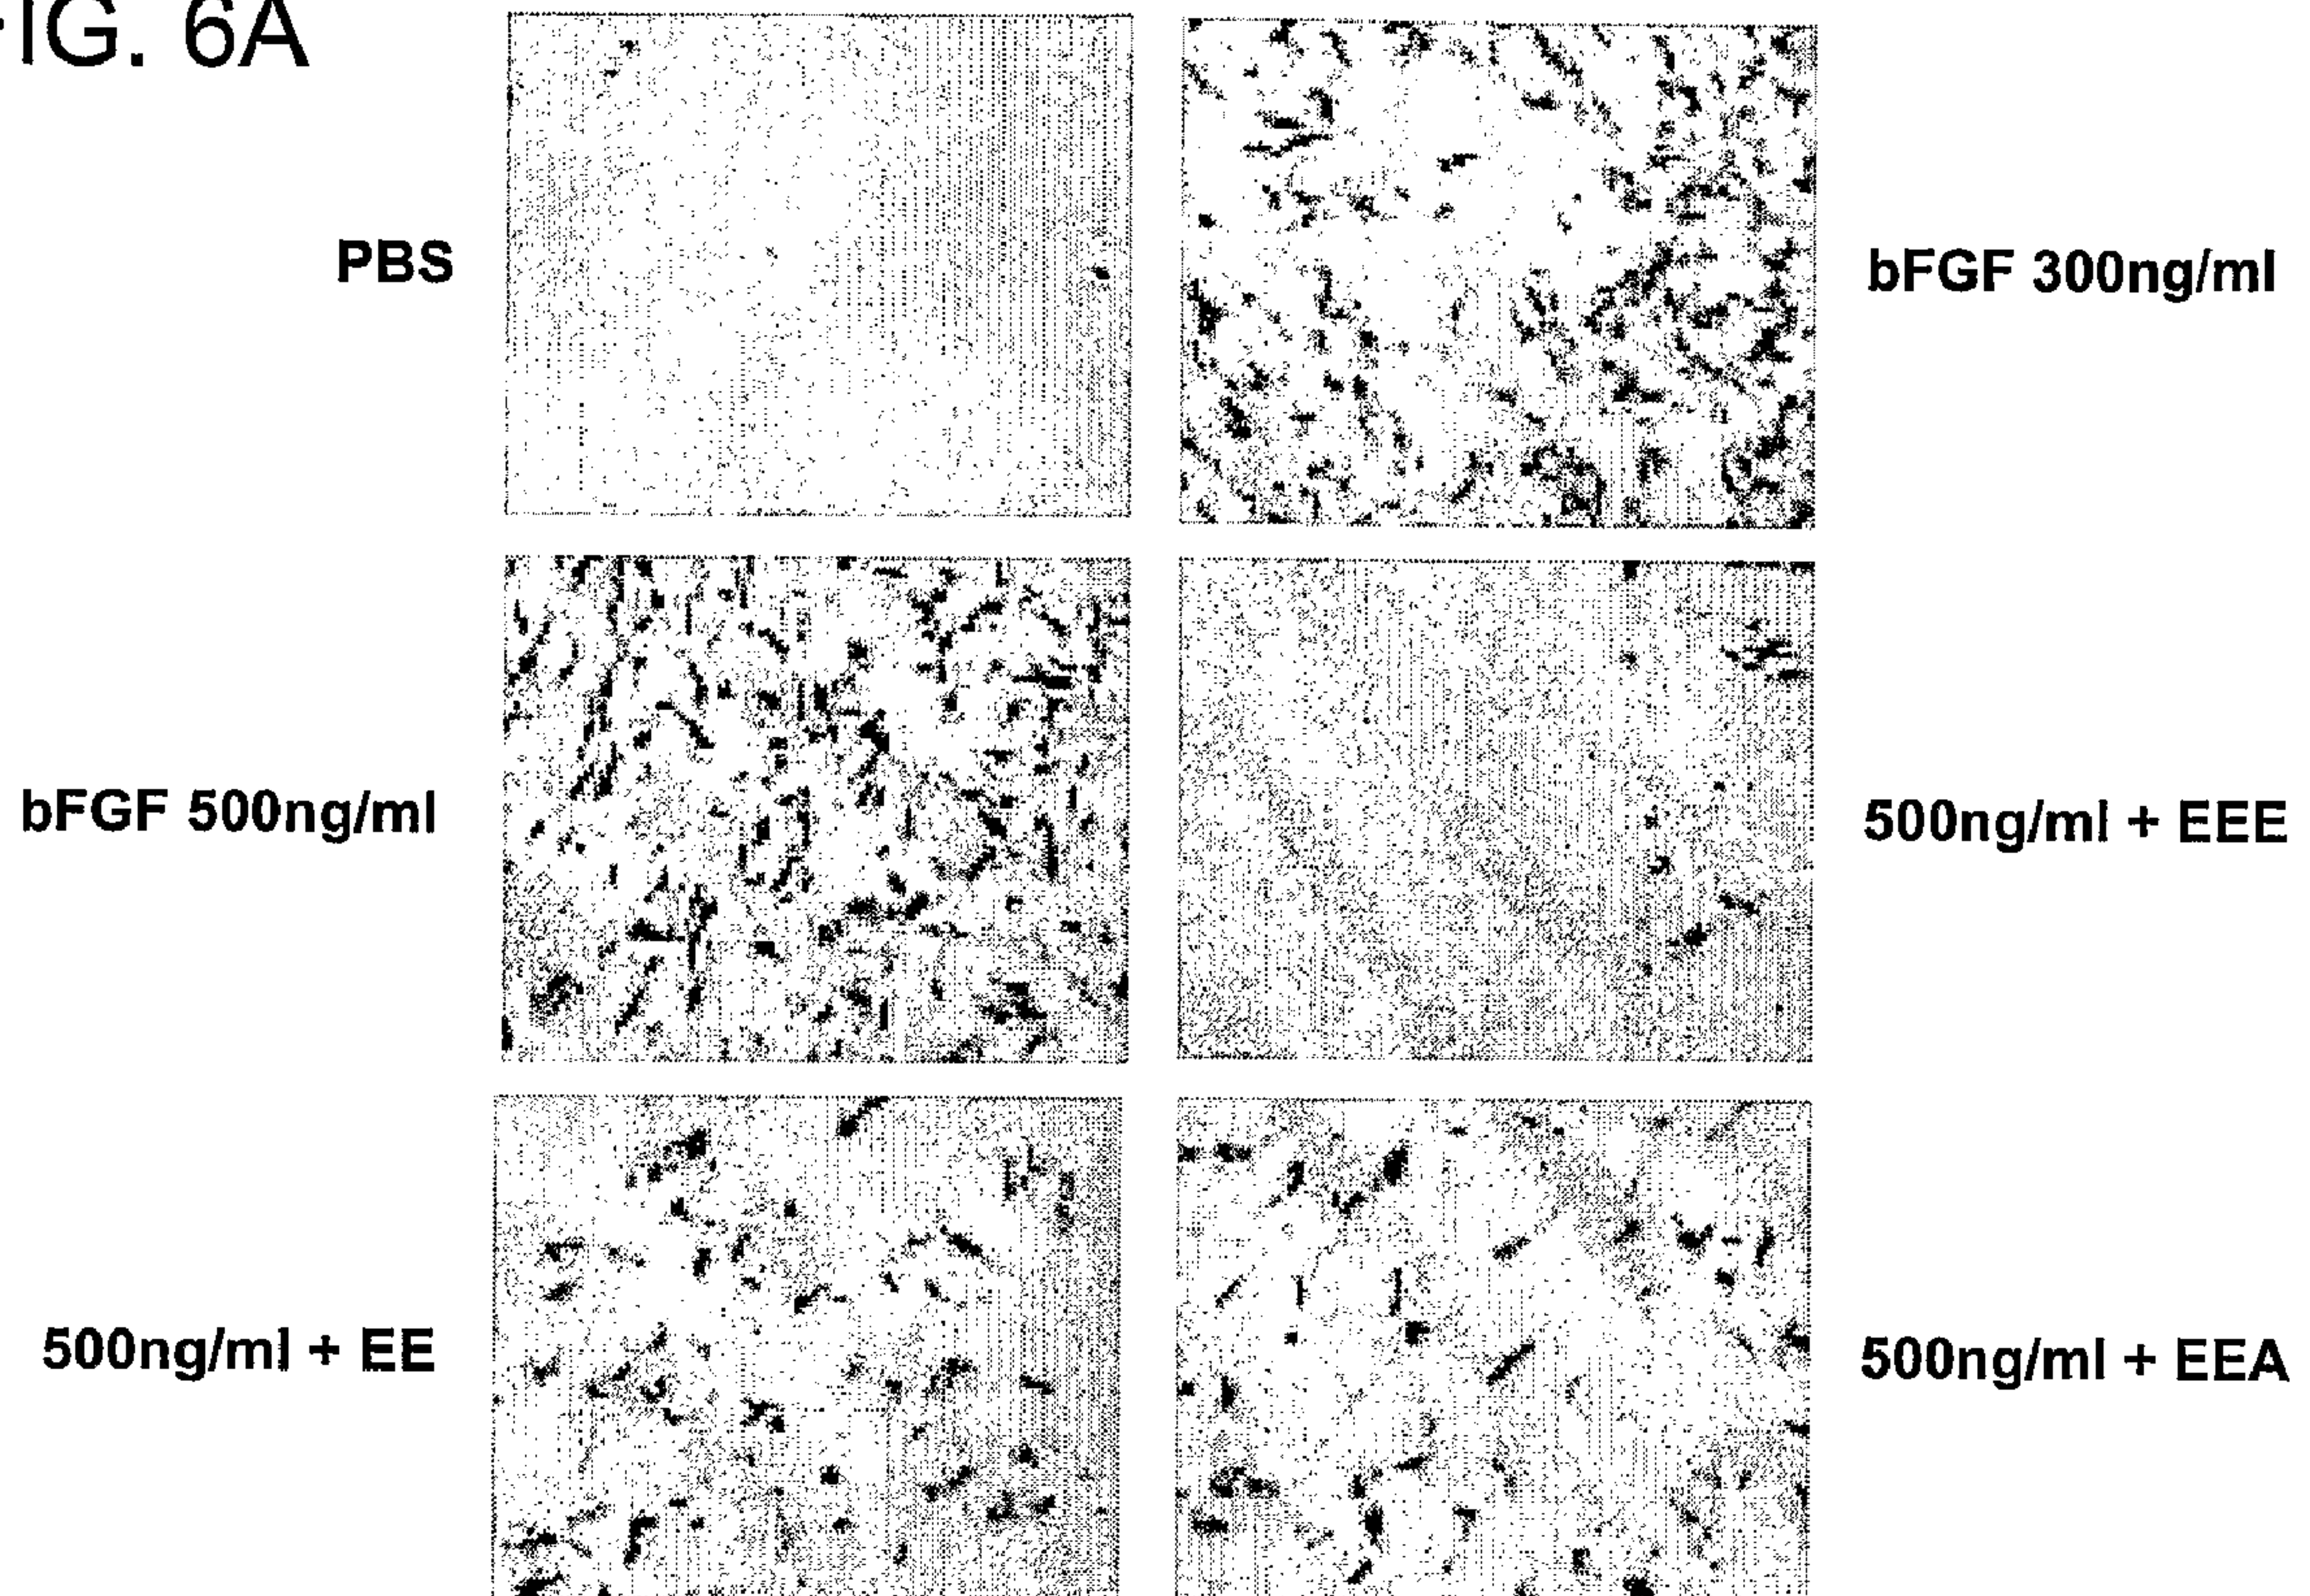 FIG. 6A
PBS
bFGF 300ng/ml
bFGF 500ng/ml
500ng/ml + EEE
500ng/ml + EE
500ng/ml + EEA